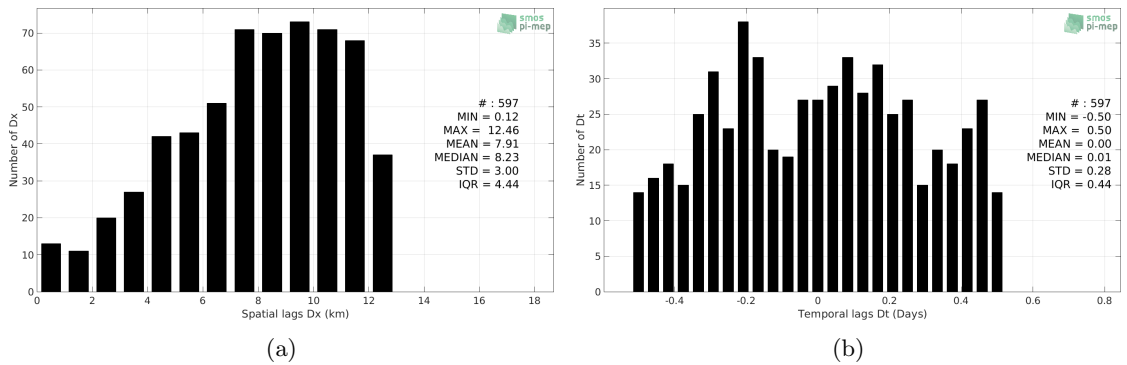 smos
pi-mep
70
60
50
40
30
20
10
0
Number of Dx
# : 597
MIN = 0.12
MAX = 12.46
MEAN = 7.91
MEDIAN = 8.23
STD = 3.00
IQR = 4.44
0 2 4 6 8 10 12 14 16 18
Spatial lags Dx (km)
(a)
smos
pi-mep
35
30
25
20
15
10
5
0
Number of Dt
# : 597
MIN = -0.50
MAX = 0.50
MEAN = 0.00
MEDIAN = 0.01
STD = 0.28
IQR = 0.44
-0.4 -0.2 0 0.2 0.4 0.6 0.8
Temporal lags Dt (Days)
(b)